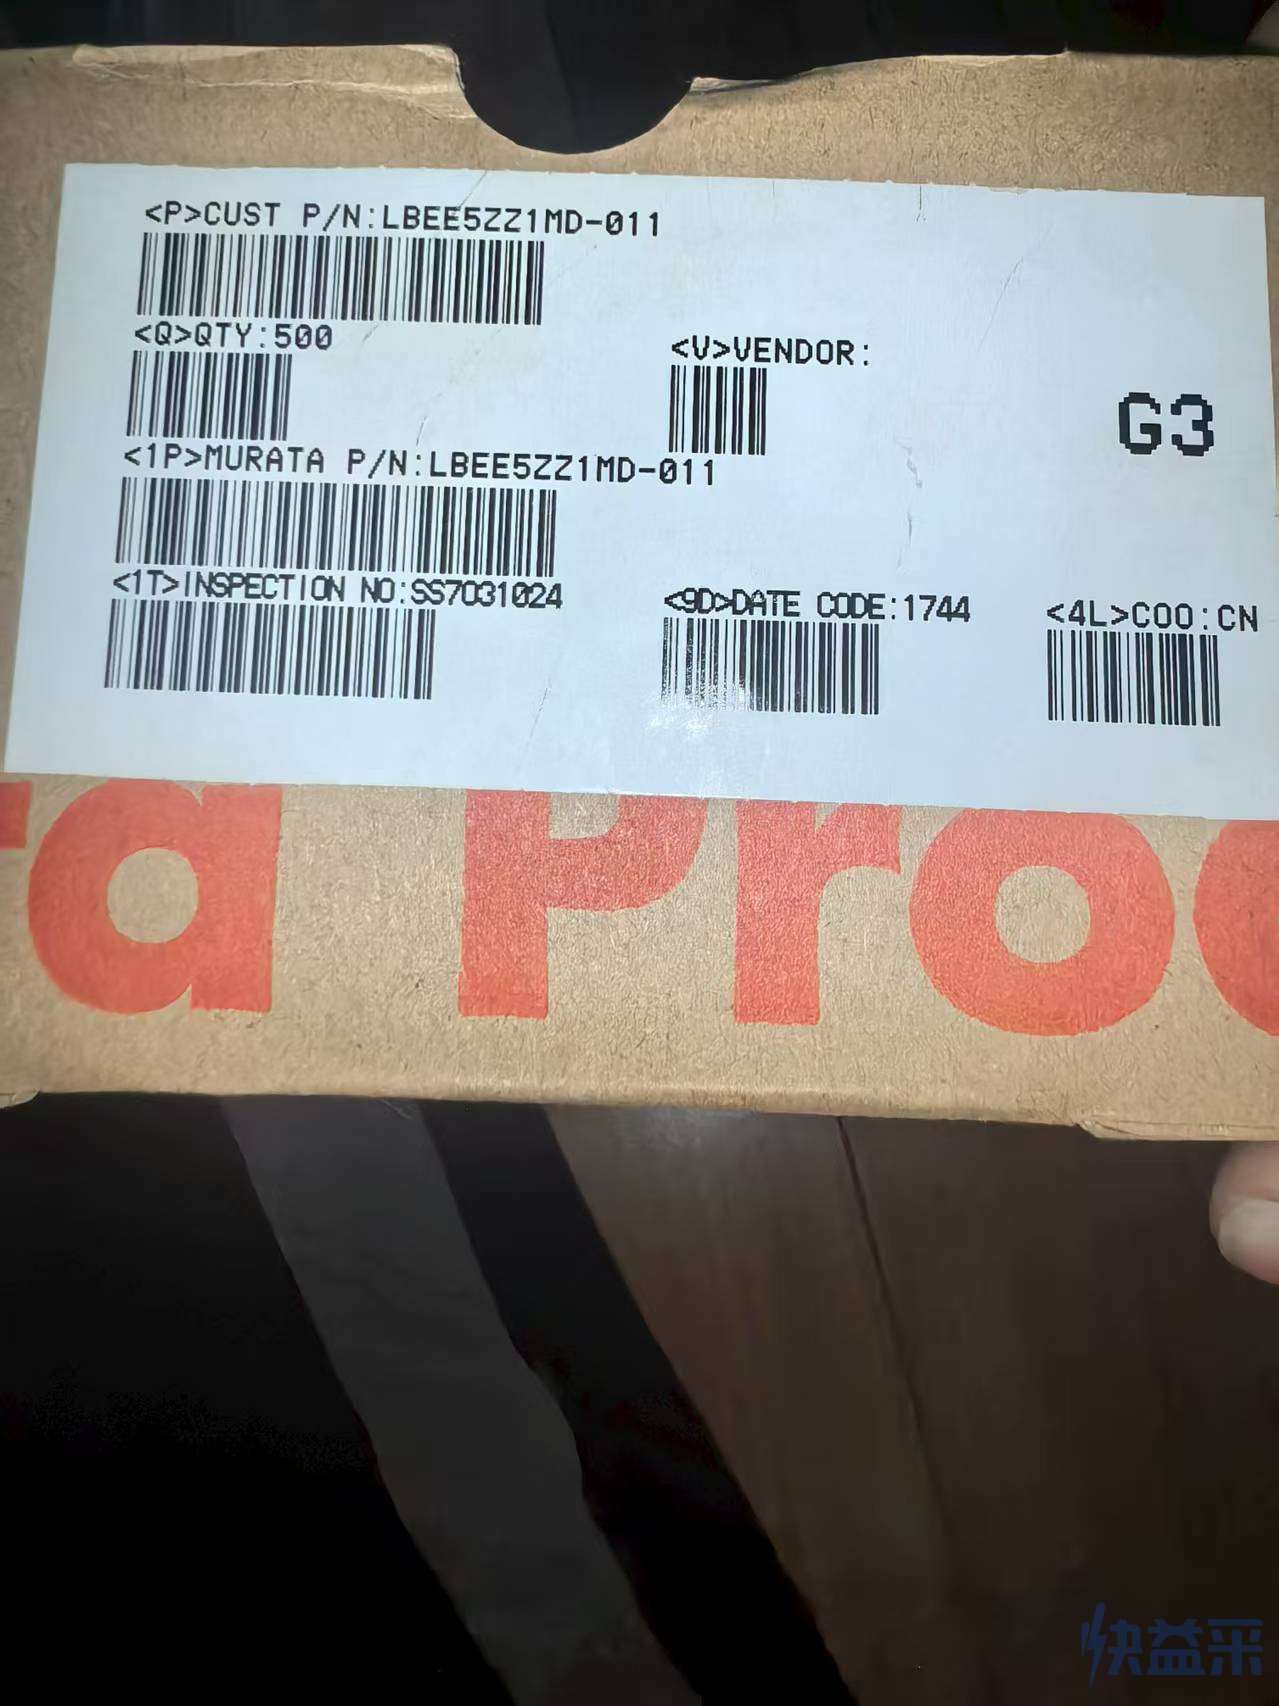 <P>CUST P/N:LBEE5ZZ1MD-011
<Q>QTY:500
<V>VENDOR:
G3
<1P>MURATA P/N:LBEE5ZZ1MD-011
<1T>INSPECTION NO:SS7031024
<9D>DATE CODE:1744
<4L>COO:CN
a Pro
快益采